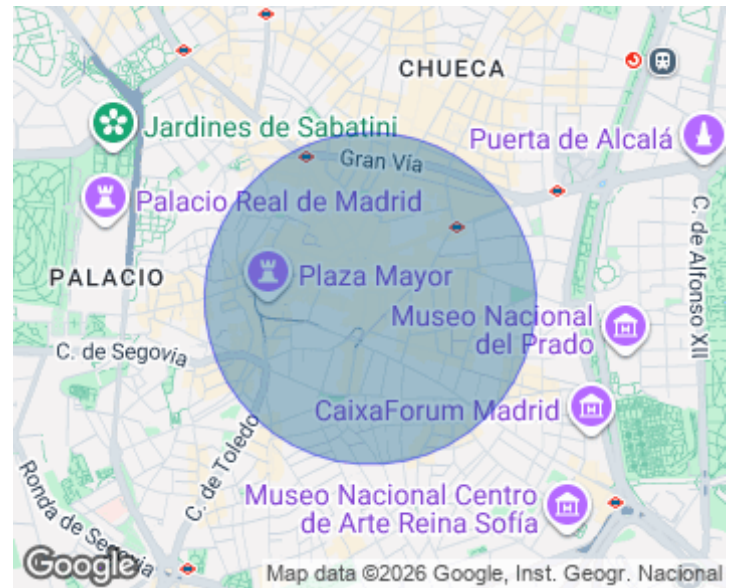 CHUECA
Jardines de Sabatini
Gran Vía
Puerta de Alcalá
Palacio Real de Madrid
C. de Alfonso XII
PALACIO
Plaza Mayor
Museo Nacional
del Prado
C. de Segovia
CaixaForum Madrid
C. de Toledo
Museo Nacional Centro
de Arte Reina Sofía
Ronda de Segovia
Google
Map data ©2026 Google, Inst. Geogr. Nacional